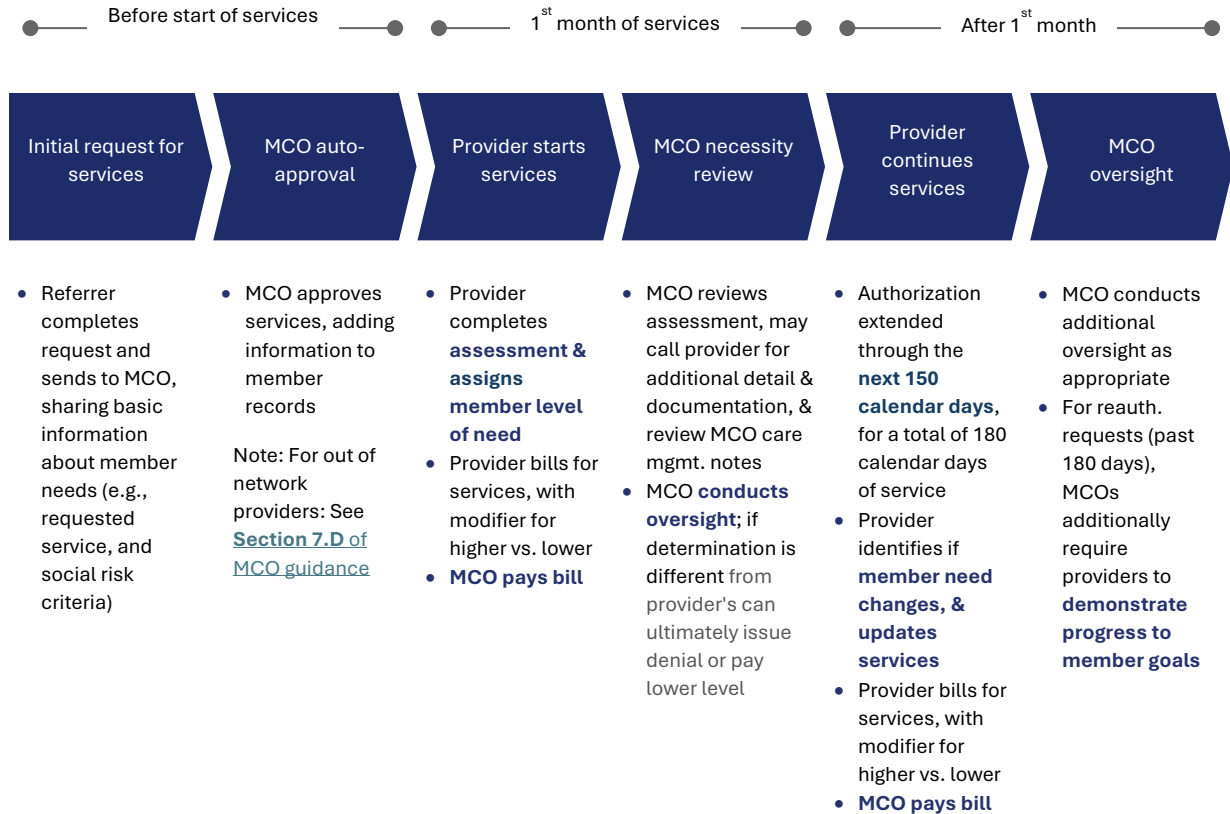 Before start of services
1st month of services
After 1st month
Initial request for
services
MCO auto-
approval
Provider starts
services
MCO necessity
review
Provider
continues
services
MCO
oversight
• Referrer
completes
request and
sends to MCO,
sharing basic
information
about member
needs (e.g.,
requested
service, and
social risk
criteria)
• MCO approves
services, adding
information to
member
records
Note: For out of
network
providers: See
Section 7.D of
MCO guidance
• Provider
completes
assessment &
assigns
member level
of need
• Provider bills for
services, with
modifier for
higher vs. lower
• MCO pays bill
• MCO reviews
assessment, may
call provider for
additional detail &
documentation, &
review MCO care
mgmt. notes
• MCO conducts
oversight; if
determination is
different from
provider's can
ultimately issue
denial or pay
lower level
• Authorization
extended
through the
next 150
calendar days,
for a total of 180
calendar days
of service
• Provider
identifies if
member need
changes, &
updates
services
• Provider bills for
services, with
modifier for
higher vs. lower
• MCO pays bill
• MCO conducts
additional
oversight as
appropriate
• For reauth.
requests (past
180 days),
MCOs
additionally
require
providers to
demonstrate
progress to
member goals